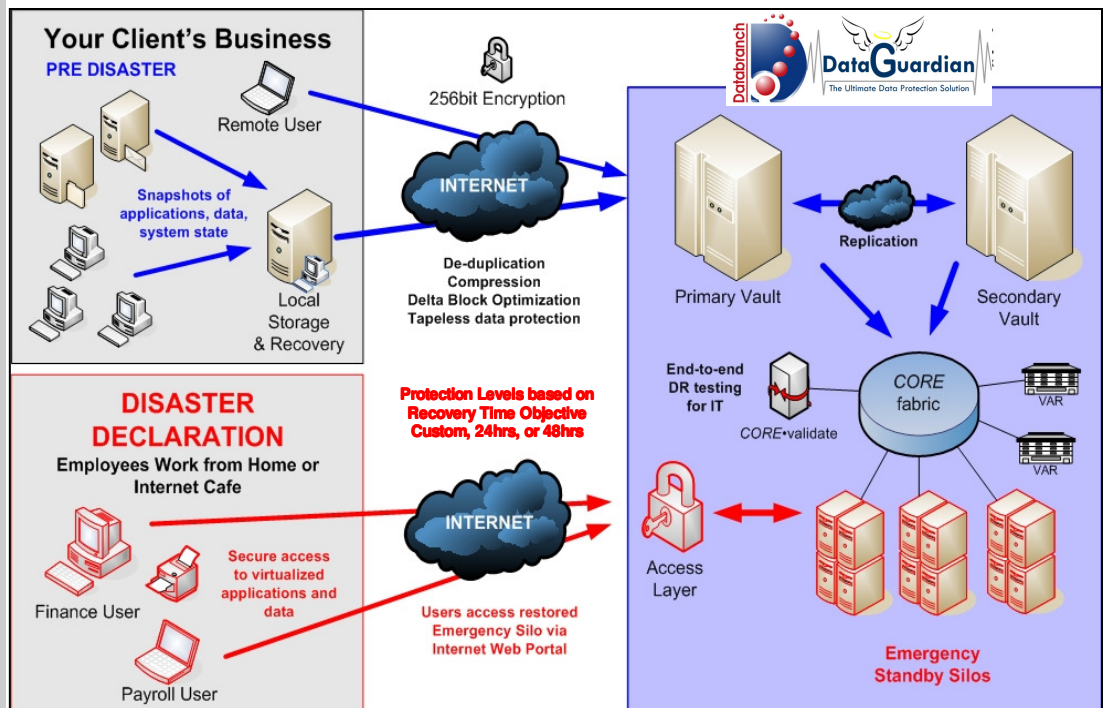 Your Client's Business
PRE DISASTER
Remote User
Snapshots of
applications, data,
system state
Local
Storage
& Recovery
256bit Encryption
INTERNET
De-duplication
Compression
Delta Block Optimization
Tapeless data protection
Databranch
DataGuardian
The Ultimate Data Protection Solution
Primary Vault
Replication
Secondary
Vault
End-to-end
DR testing
for IT
CORE•validate
CORE
fabric
VAR
VAR
DISASTER
DECLARATION
Employees Work from Home or
Internet Cafe
Finance User
Secure access
to virtualized
applications and
data
Payroll User
Protection Levels based on
Recovery Time Objective
Custom, 24hrs, or 48hrs
INTERNET
Users access restored
Emergency Silo via
Internet Web Portal
Access
Layer
Emergency
Standby Silos